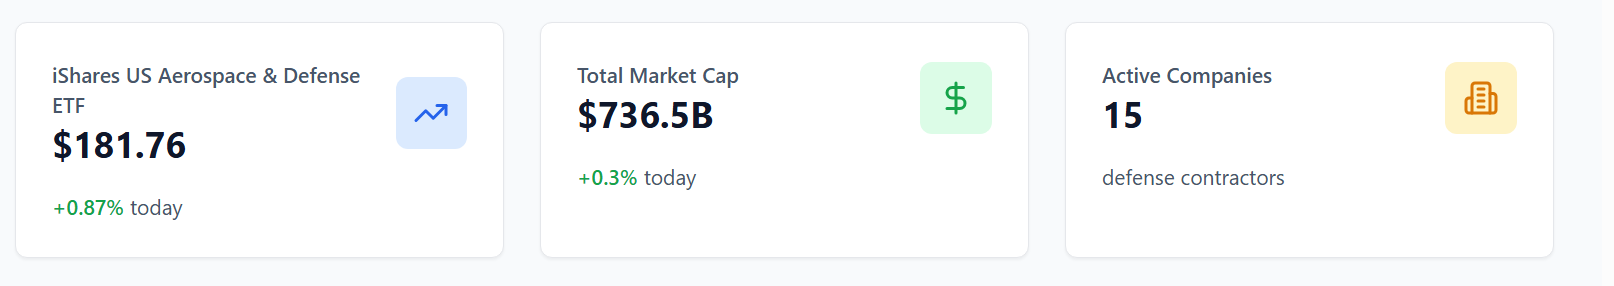 iShares US Aerospace & Defense
ETF
$181.76
+0.87% today
Total Market Cap
$736.5B
+0.3% today
Active Companies
15
defense contractors